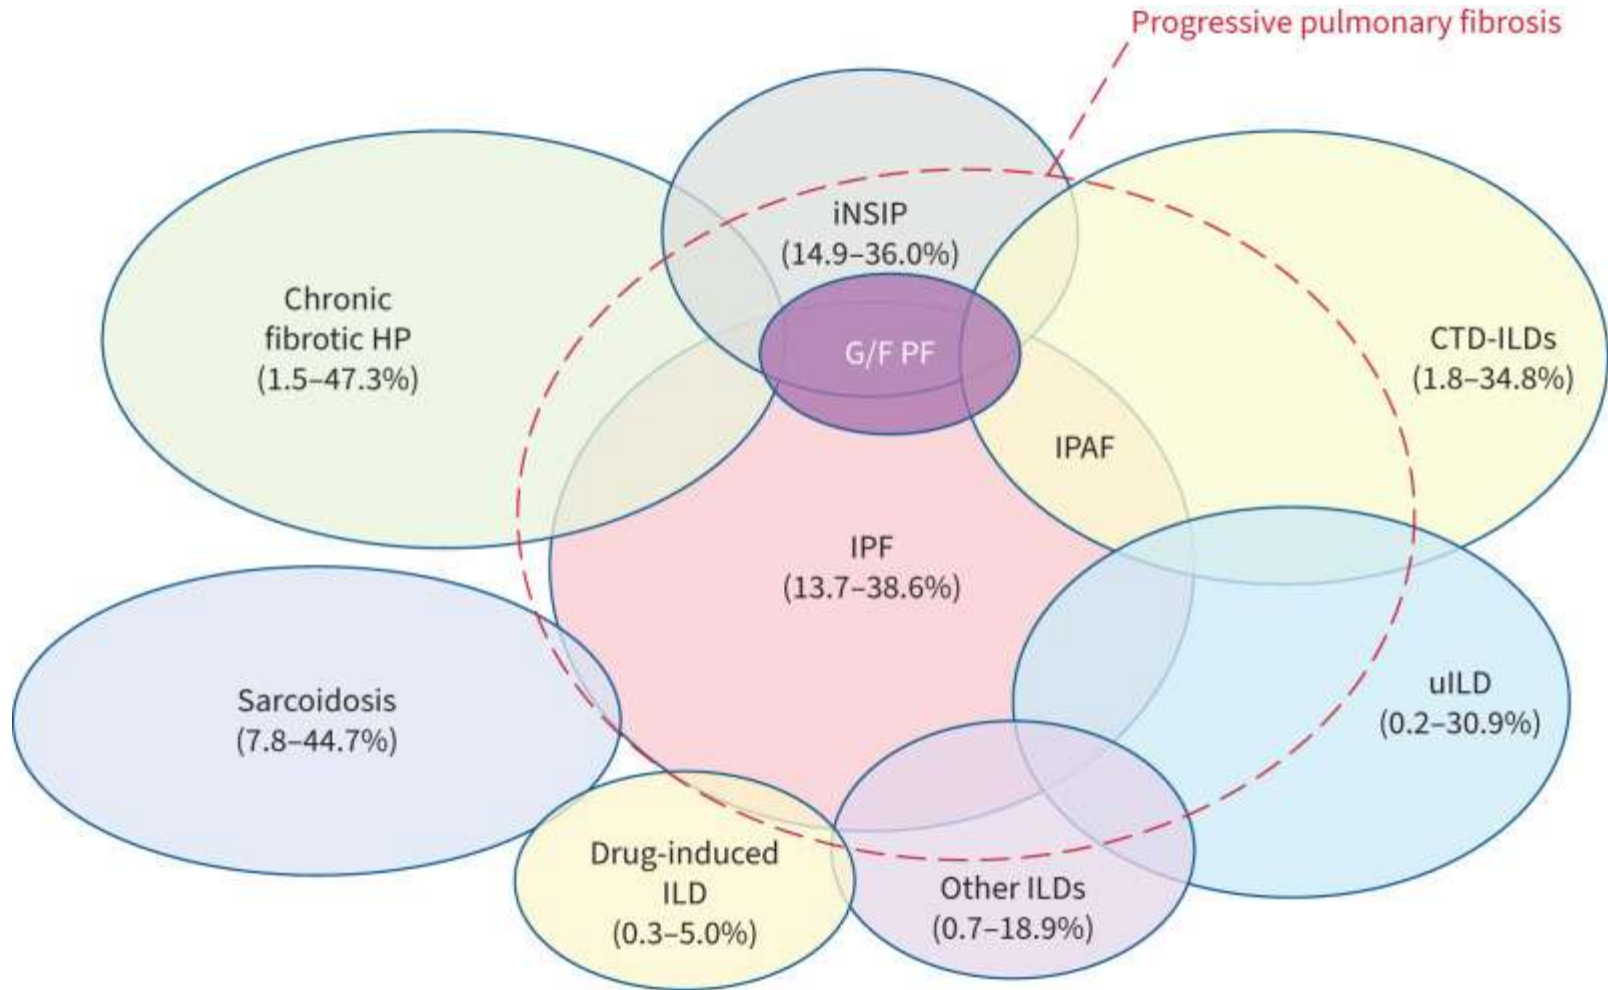 Progressive pulmonary fibrosis
iNSIP
(14.9–36.0%)
Chronic
fibrotic HP
(1.5–47.3%)
G/F PF
CTD-ILDs
(1.8–34.8%)
IPAF
IPF
(13.7–38.6%)
Sarcoidosis
(7.8–44.7%)
uILD
(0.2–30.9%)
Drug-induced
ILD
(0.3–5.0%)
Other ILDs
(0.7–18.9%)